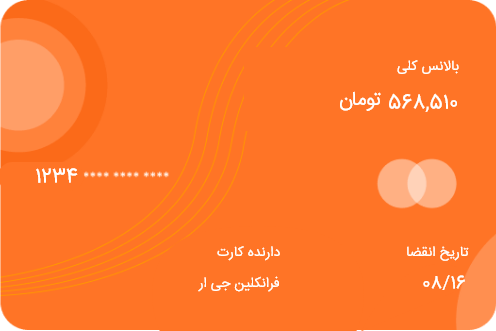 بالانس کلی
۵۶۸,۵۱۰ تومان
۱۲۳۴ **** **** ****
دارنده کارت
فرانکلین جی ار
تاریخ انقضا
۰۸/۱۶